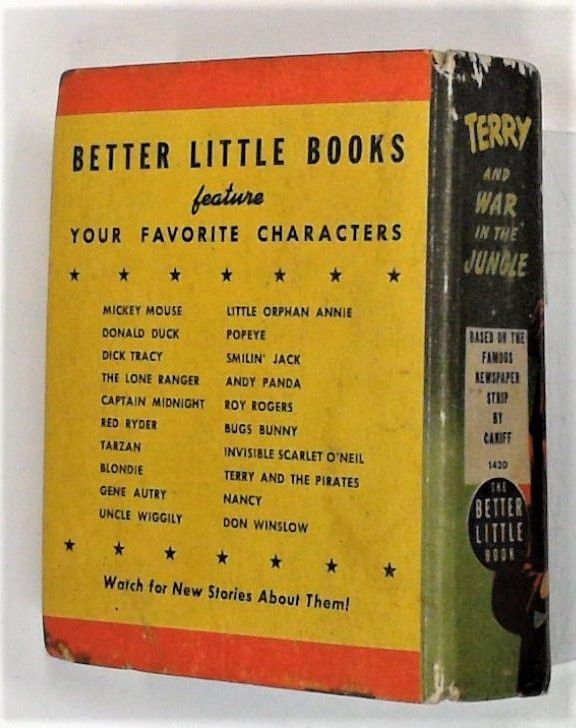 BETTER LITTLE BOOKS
feature
YOUR FAVORITE CHARACTERS
MICKEY MOUSE
DONALD DUCK
DICK TRACY
THE LONE RANGER
CAPTAIN MIDNIGHT
RED RYDER
TARZAN
BLONDIE
GENE AUTRY
UNCLE WIGGILY
LITTLE ORPHAN ANNIE
POPEYE
SMILIN' JACK
ANDY PANDA
ROY ROGERS
BUGS BUNNY
INVISIBLE SCARLET O'NEIL
TERRY AND THE PIRATES
NANCY
DON WINSLOW
Watch for New Stories About Them!
TERRY
AND
WAR
IN THE
JUNGLE
BASED ON THE
FAMOUS
NEWSPAPER
STRIP
BY
CANIFF
1420
THE
BETTER
LITTLE
BOOK